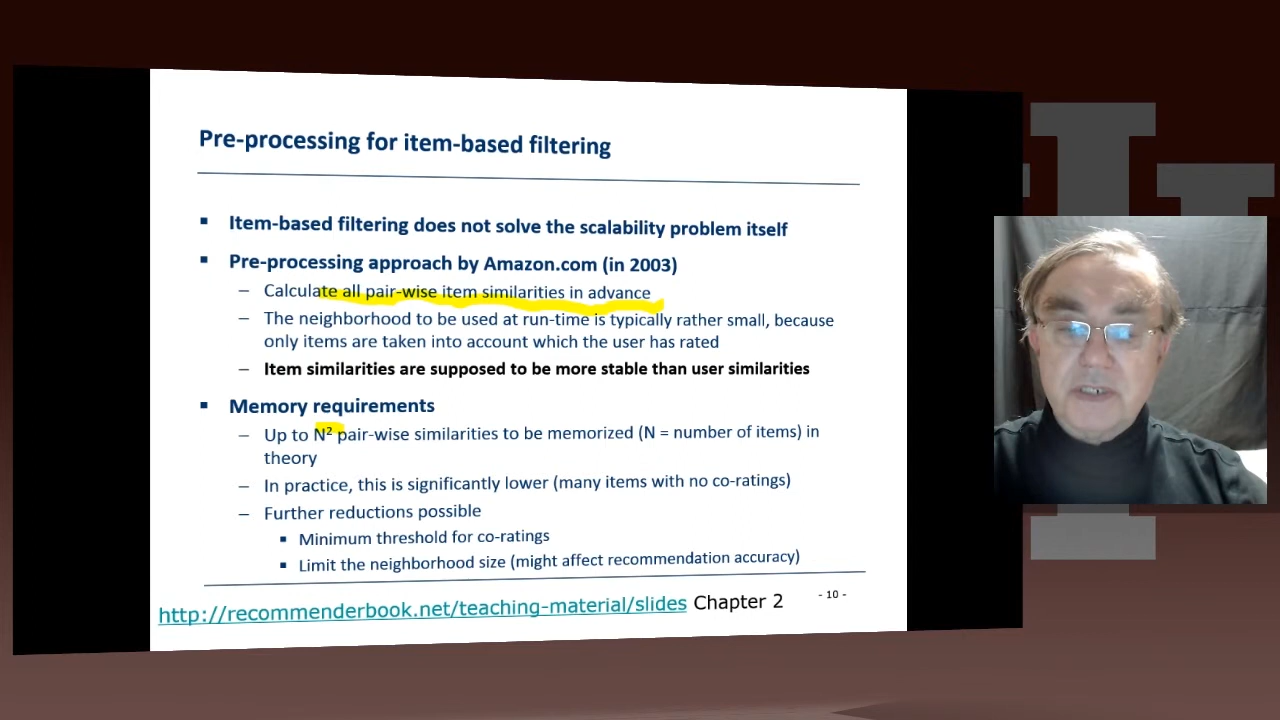 Pre-processing for item-based filtering
▪ Item-based filtering does not solve the scalability problem itself
▪ Pre-processing approach by Amazon.com (in 2003)
– Calculate all pair-wise item similarities in advance
– The neighborhood to be used at run-time is typically rather small, because
only items are taken into account which the user has rated
– Item similarities are supposed to be more stable than user similarities
▪ Memory requirements
– Up to N² pair-wise similarities to be memorized (N = number of items) in
theory
– In practice, this is significantly lower (many items with no co-ratings)
– Further reductions possible
▪ Minimum threshold for co-ratings
▪ Limit the neighborhood size (might affect recommendation accuracy)
http://recommenderbook.net/teaching-material/slides Chapter 2
- 10 -